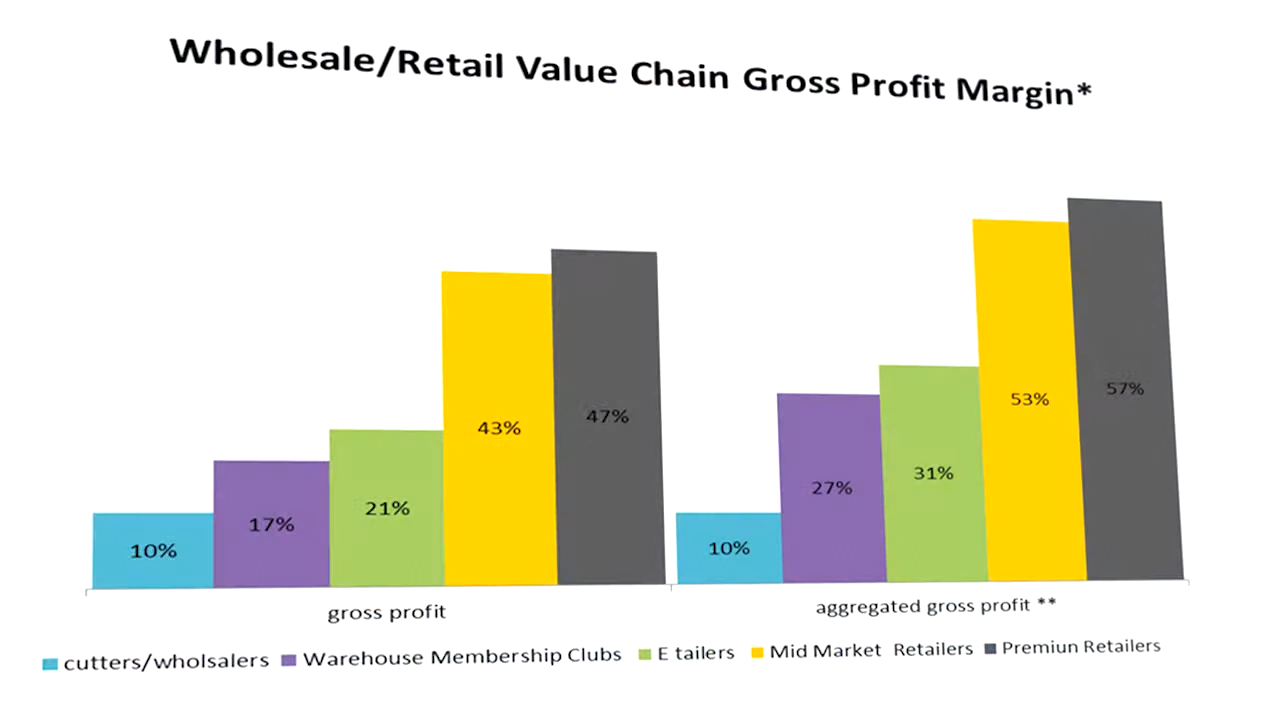 Wholesale/Retail Value Chain Gross Profit Margin*
10%
17%
21%
43%
47%
10%
27%
31%
53%
57%
gross profit
aggregated gross profit **
cutters/wholsalers
Warehouse Membership Clubs
E tailers
Mid Market Retailers
Premiun Retailers